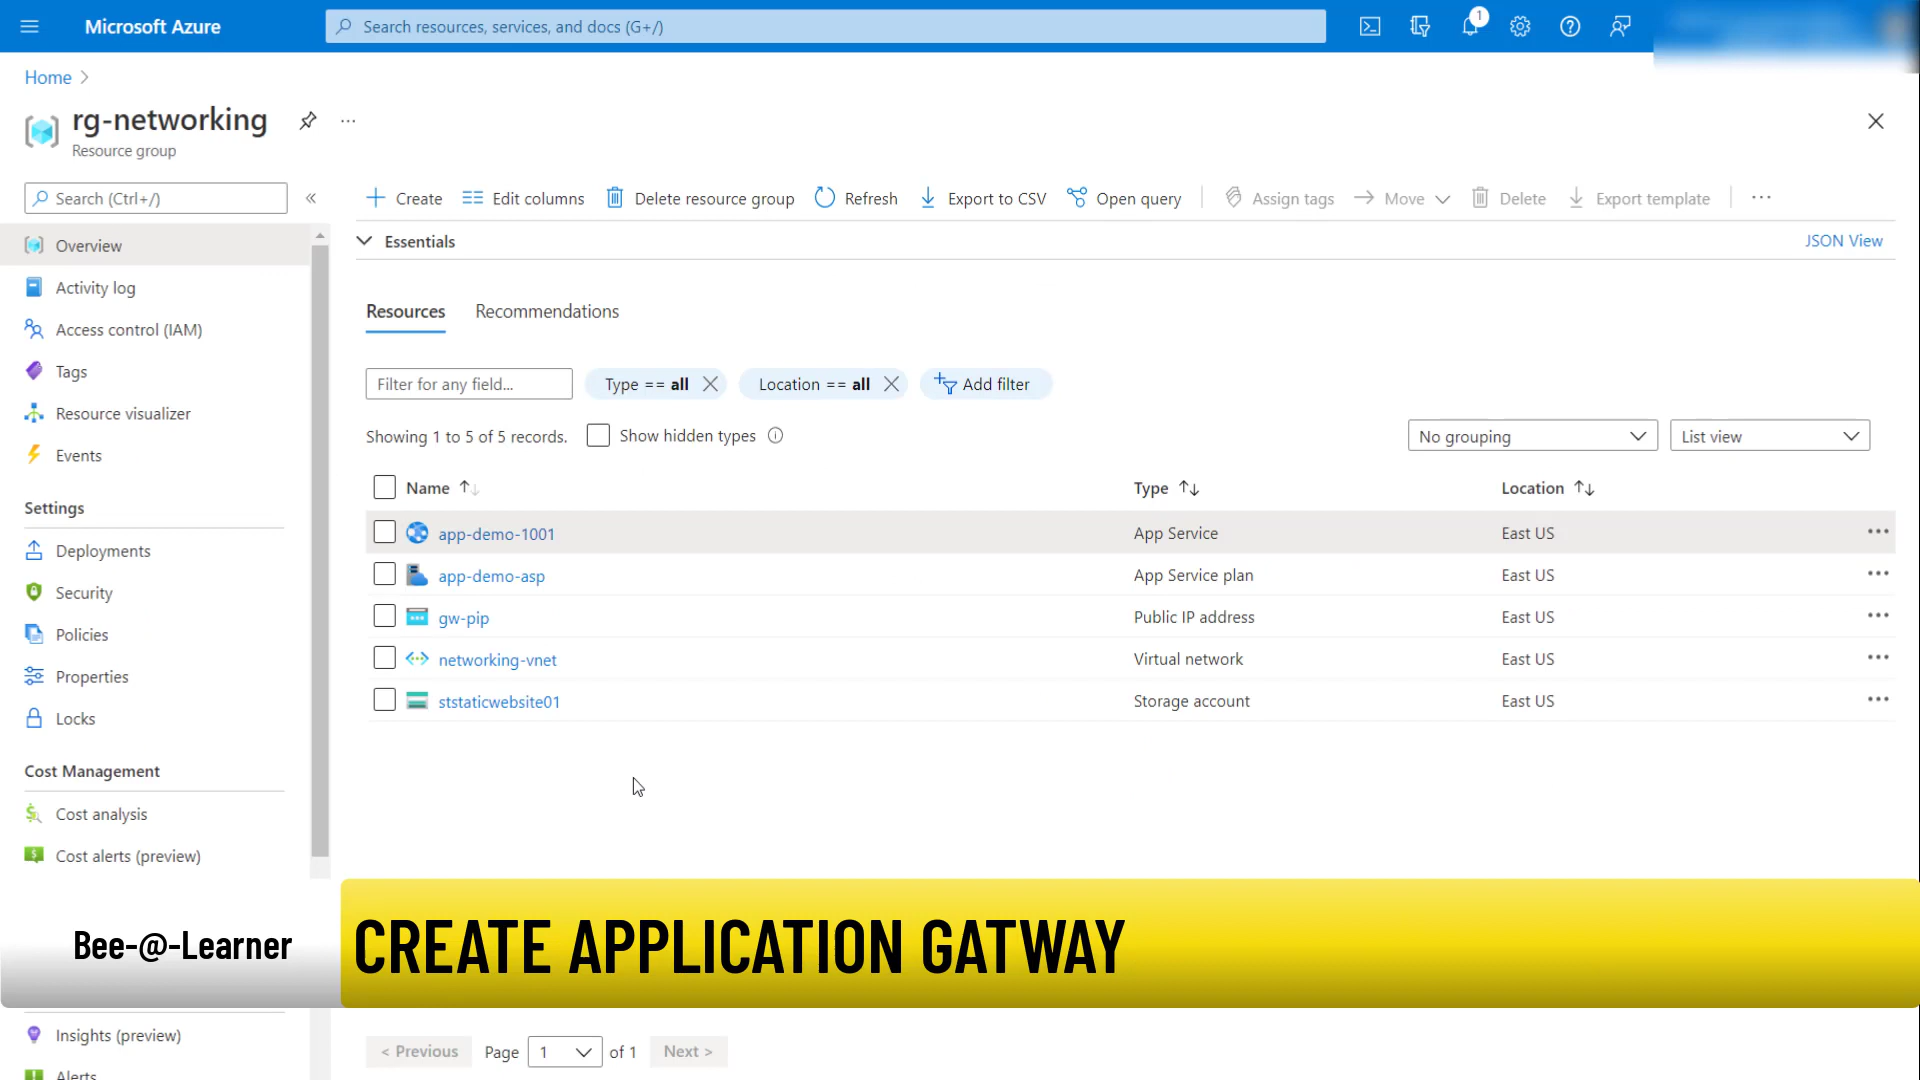 Microsoft Azure
Search resources, services, and docs (G+/)
1
Home
rg-networking
Resource group
Search (Ctrl+/)
Create
Edit columns
Delete resource group
Refresh
Export to CSV
Open query
Assign tags
Move
Delete
Export template
Essentials
JSON View
Overview
Activity log
Access control (IAM)
Tags
Resource visualizer
Events
Settings
Deployments
Security
Policies
Properties
Locks
Cost Management
Cost analysis
Cost alerts (preview)
Insights (preview)
Alerts
Resources
Recommendations
Filter for any field...
Type == all
Location == all
Add filter
Showing 1 to 5 of 5 records.
Show hidden types
No grouping
List view
Name
Type
Location
app-demo-1001
App Service
East US
app-demo-asp
App Service plan
East US
gw-pip
Public IP address
East US
networking-vnet
Virtual network
East US
ststaticwebsite01
Storage account
East US
Bee-@-Learner
CREATE APPLICATION GATWAY
< Previous
Page
1
of 1
Next >